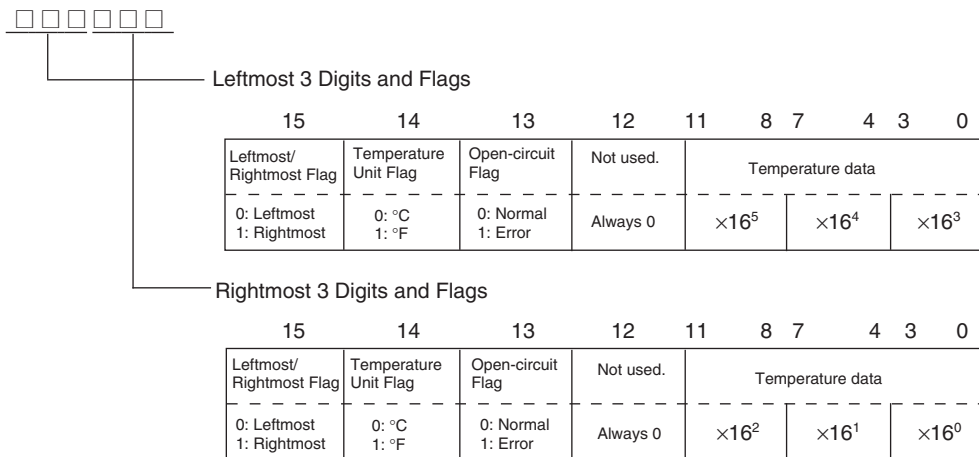 □□□□□□
Leftmost 3 Digits and Flags
15 14 13 12 11 8 7 4 3 0
Leftmost/ Temperature Open-circuit Not used. Temperature data
Rightmost Flag Unit Flag Flag
0: Leftmost 0: °C 0: Normal Always 0 ×16⁵ ×16⁴ ×16³
1: Rightmost 1: °F 1: Error
Rightmost 3 Digits and Flags
15 14 13 12 11 8 7 4 3 0
Leftmost/ Temperature Open-circuit Not used. Temperature data
Rightmost Flag Unit Flag Flag
0: Leftmost 0: °C 0: Normal Always 0 ×16² ×16¹ ×16⁰
1: Rightmost 1: °F 1: Error